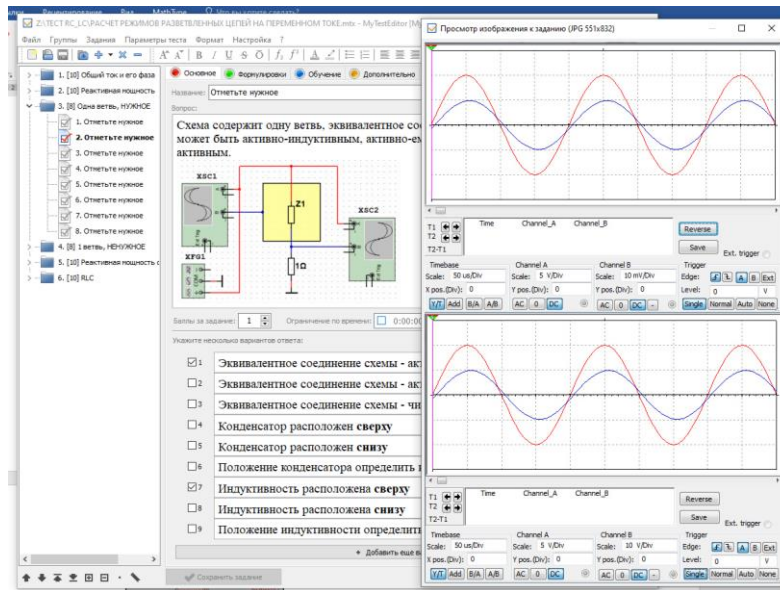 Z:\ТЕСТ RC_LC\РАСЧЕТ РЕЖИМОВ РАЗВЕТВЛЕННЫХ ЦЕПЕЙ НА ПЕРЕМЕННОМ ТОКЕ.mtx - MyTestEditor
Файл Группы Задания Параметры теста Формат Настройка ?
1. [10] Общий ток и его фаза
2. [10] Реактивная мощность
3. [8] Одна ветвь, НУЖНОЕ
1. Отметьте нужное
2. Отметьте нужное
3. Отметьте нужное
4. Отметьте нужное
5. Отметьте нужное
6. Отметьте нужное
7. Отметьте нужное
8. Отметьте нужное
4. [8] 1 ветвь, НЕНУЖНОЕ
5. [10] Реактивная мощность с
6. [10] RLC
Основное Формулировки Обучение Дополнительно
Название: Отметьте нужное
Вопрос:
Схема содержит одну ветвь, эквивалентное сое
может быть активно-индуктивным, активно-ем
активным.
XSC1
Z1
XSC2
XFG1
1Ω
Баллы за задание: 1 Ограничение по времени: 0:00:0
Укажите несколько вариантов ответа:
1 Эквивалентное соединение схемы - ак
2 Эквивалентное соединение схемы - ак
3 Эквивалентное соединение схемы - чи
4 Конденсатор расположен сверху
5 Конденсатор расположен снизу
6 Положение конденсатора определить
7 Индуктивность расположена сверху
8 Индуктивность расположена снизу
9 Положение индуктивности определит
+ Добавить еще ва
Сохранить задание
Просмотр изображения к заданию (JPG 551x832)
T1
T2
T2-T1
Time Channel_A Channel_B
Reverse
Save
Ext. trigger
Timebase
Scale: 50 us/Div
X pos.(Div): 0
Y/T Add B/A A/B
Channel A
Scale: 5 V/Div
Y pos.(Div): 0
AC 0 DC
Channel B
Scale: 10 mV/Div
Y pos.(Div): 0
AC 0 DC -
Trigger
Edge: A B Ext
Level: 0 V
Single Normal Auto None
T1
T2
T2-T1
Time Channel_A Channel_B
Reverse
Save
Ext. trigger
Timebase
Scale: 50 us/Div
X pos.(Div): 0
Y/T Add B/A A/B
Channel A
Scale: 5 V/Div
Y pos.(Div): 0
AC 0 DC
Channel B
Scale: 10 V/Div
Y pos.(Div): 0
AC 0 DC -
Trigger
Edge: A B Ext
Level: 0 V
Single Normal Auto None